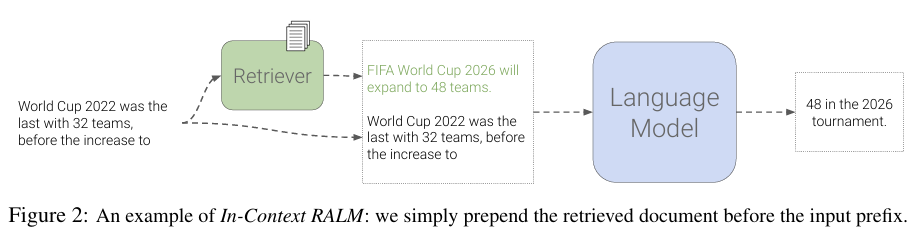 World Cup 2022 was the
last with 32 teams,
before the increase to
Retriever
FIFA World Cup 2026 will
expand to 48 teams.
World Cup 2022 was the
last with 32 teams, before
the increase to
Language
Model
48 in the 2026
tournament.
Figure 2: An example of In-Context RALM: we simply prepend the retrieved document before the input prefix.